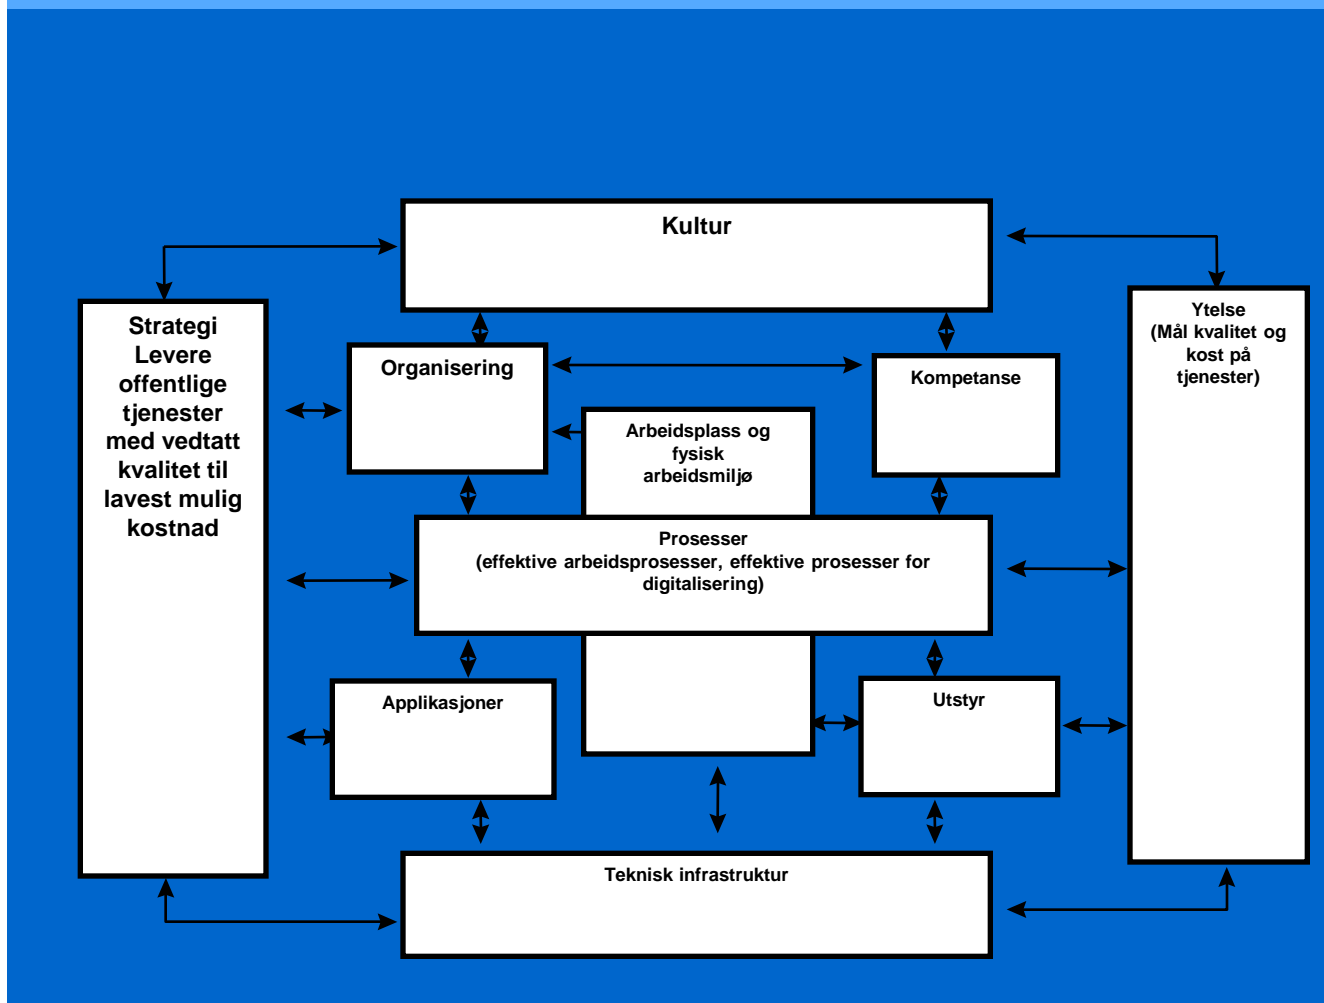 Kultur
Strategi
Levere
offentlige
tjenester
med vedtatt
kvalitet til
lavest mulig
kostnad
Organisering
Kompetanse
Ytelse
(Mål kvalitet og
kost på
tjenester)
Arbeidsplass og
fysisk
arbeidsmiljø
Prosesser
(effektive arbeidsprosesser, effektive prosesser for
digitalisering)
Applikasjoner
Utstyr
Teknisk infrastruktur